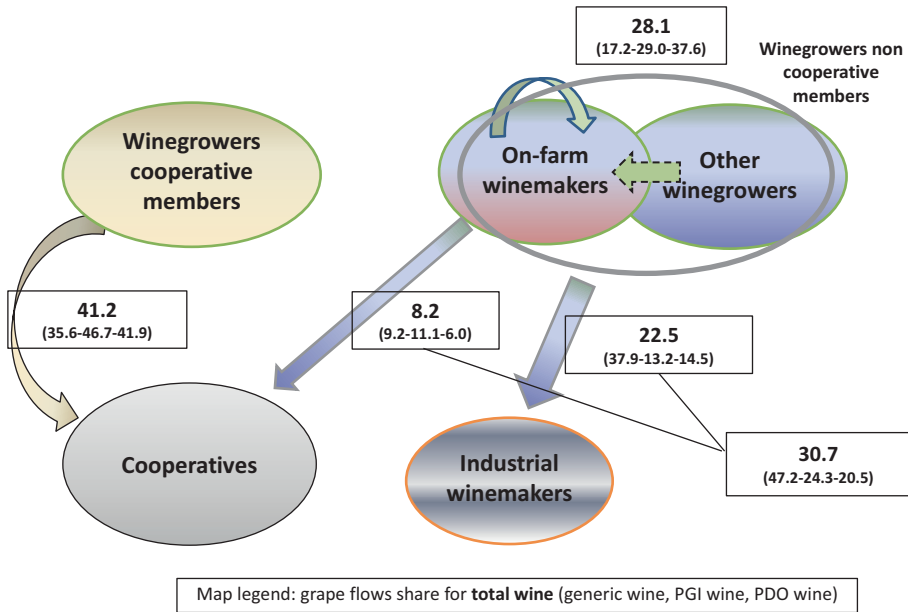 28.1
(17.2-29.0-37.6)
Winegrowers non
cooperative
members
Winegrowers
cooperative
members
On-farm
winemakers
Other
winegrowers
41.2
(35.6-46.7-41.9)
8.2
(9.2-11.1-6.0)
22.5
(37.9-13.2-14.5)
Cooperatives
Industrial
winemakers
30.7
(47.2-24.3-20.5)
Map legend: grape flows share for total wine (generic wine, PGI wine, PDO wine)